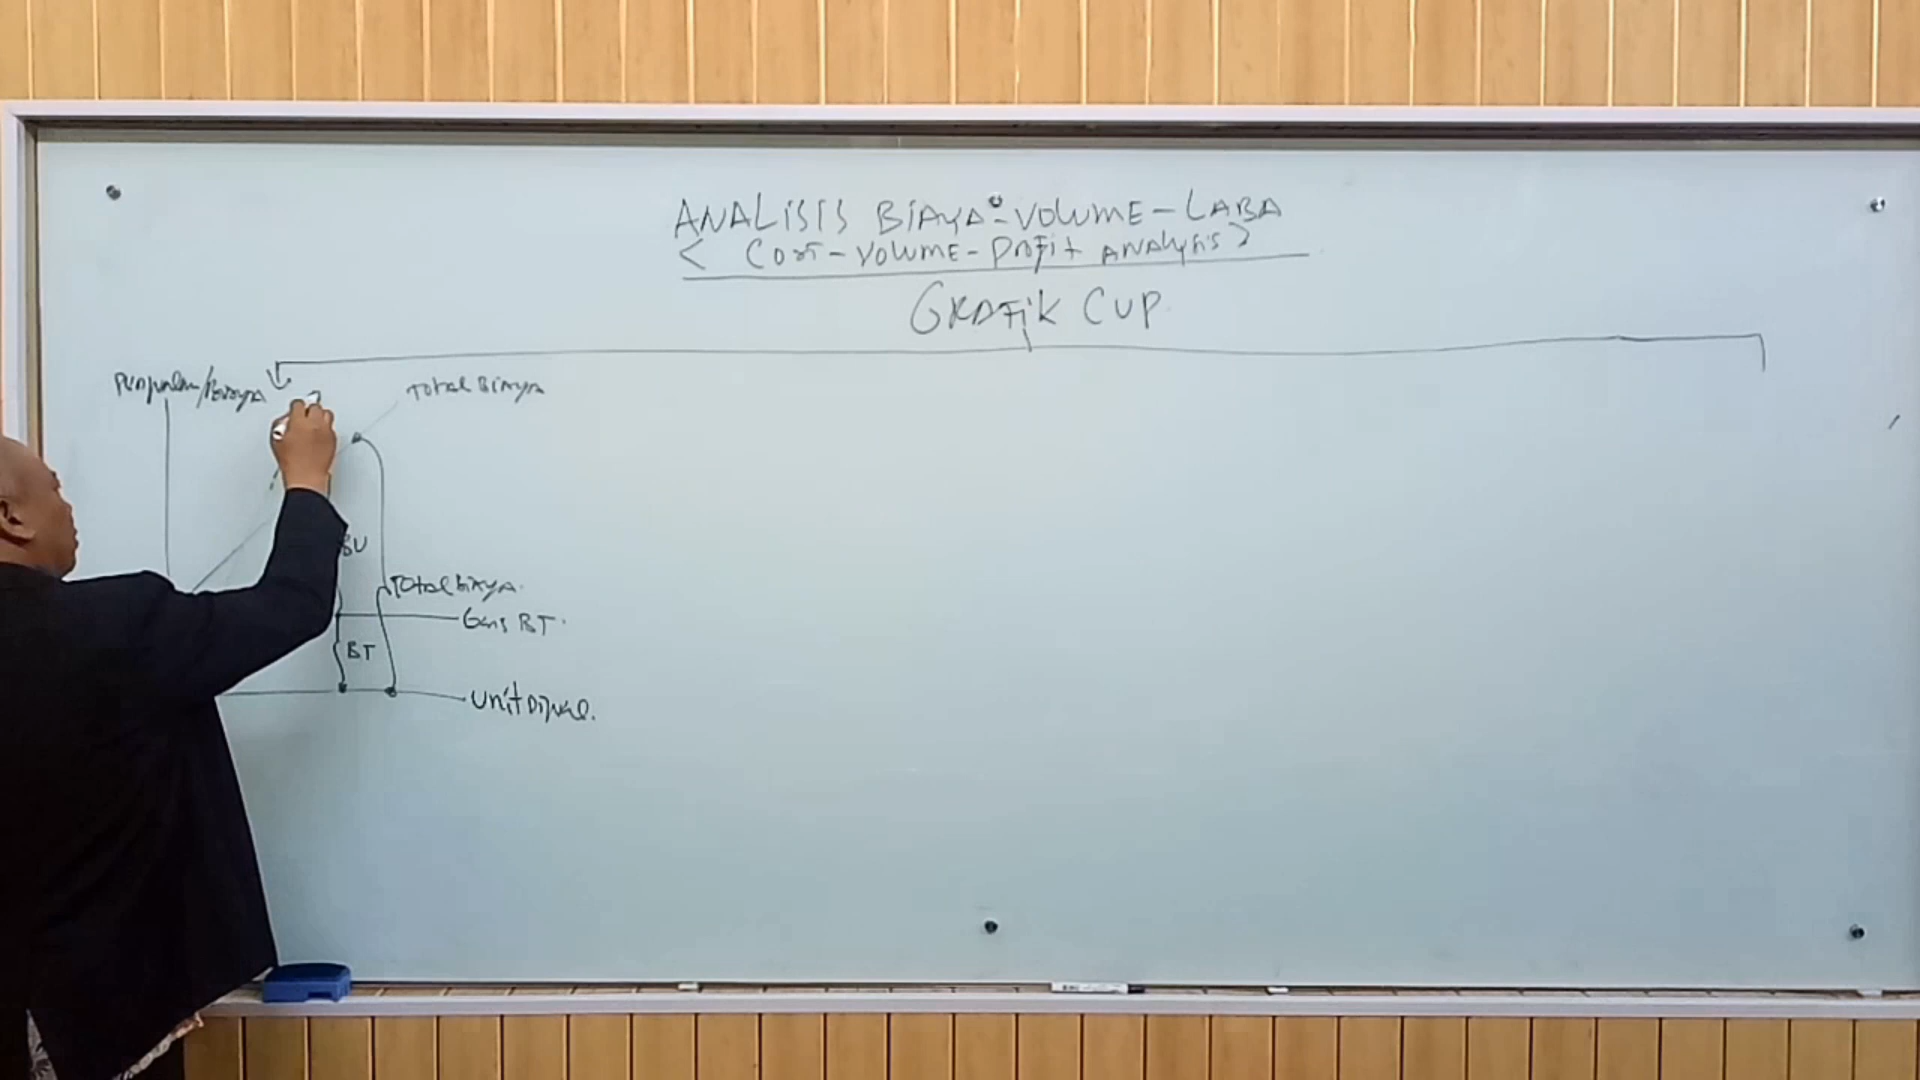 ANALISIS BIAYA-VOLUME-LABA
< COST-VOLUME-PROFIT ANALYSIS >
GRAFIK CVP
Penjualan/Biaya
Total Biaya
BV
Total Biaya
Garis BT
BT
Unit Dijual.